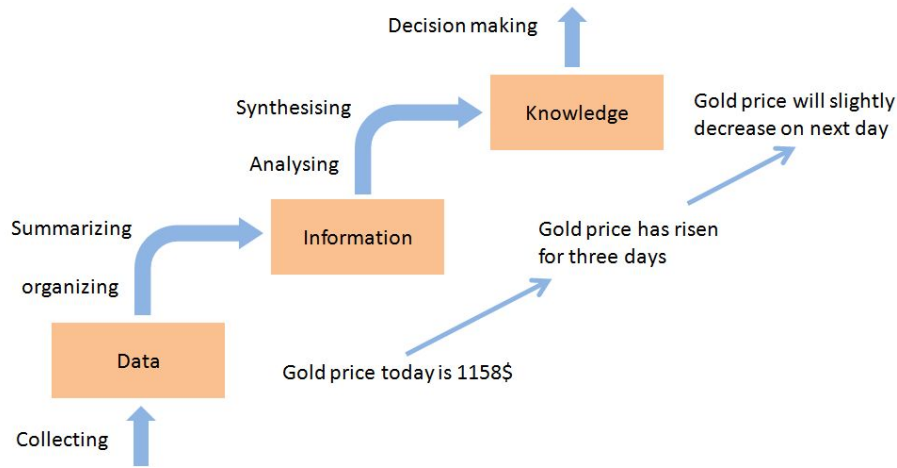 Decision making
Synthesising
Knowledge
Gold price will slightly
decrease on next day
Analysing
Summarizing
Information
Gold price has risen
for three days
organizing
Data
Gold price today is 1158$
Collecting